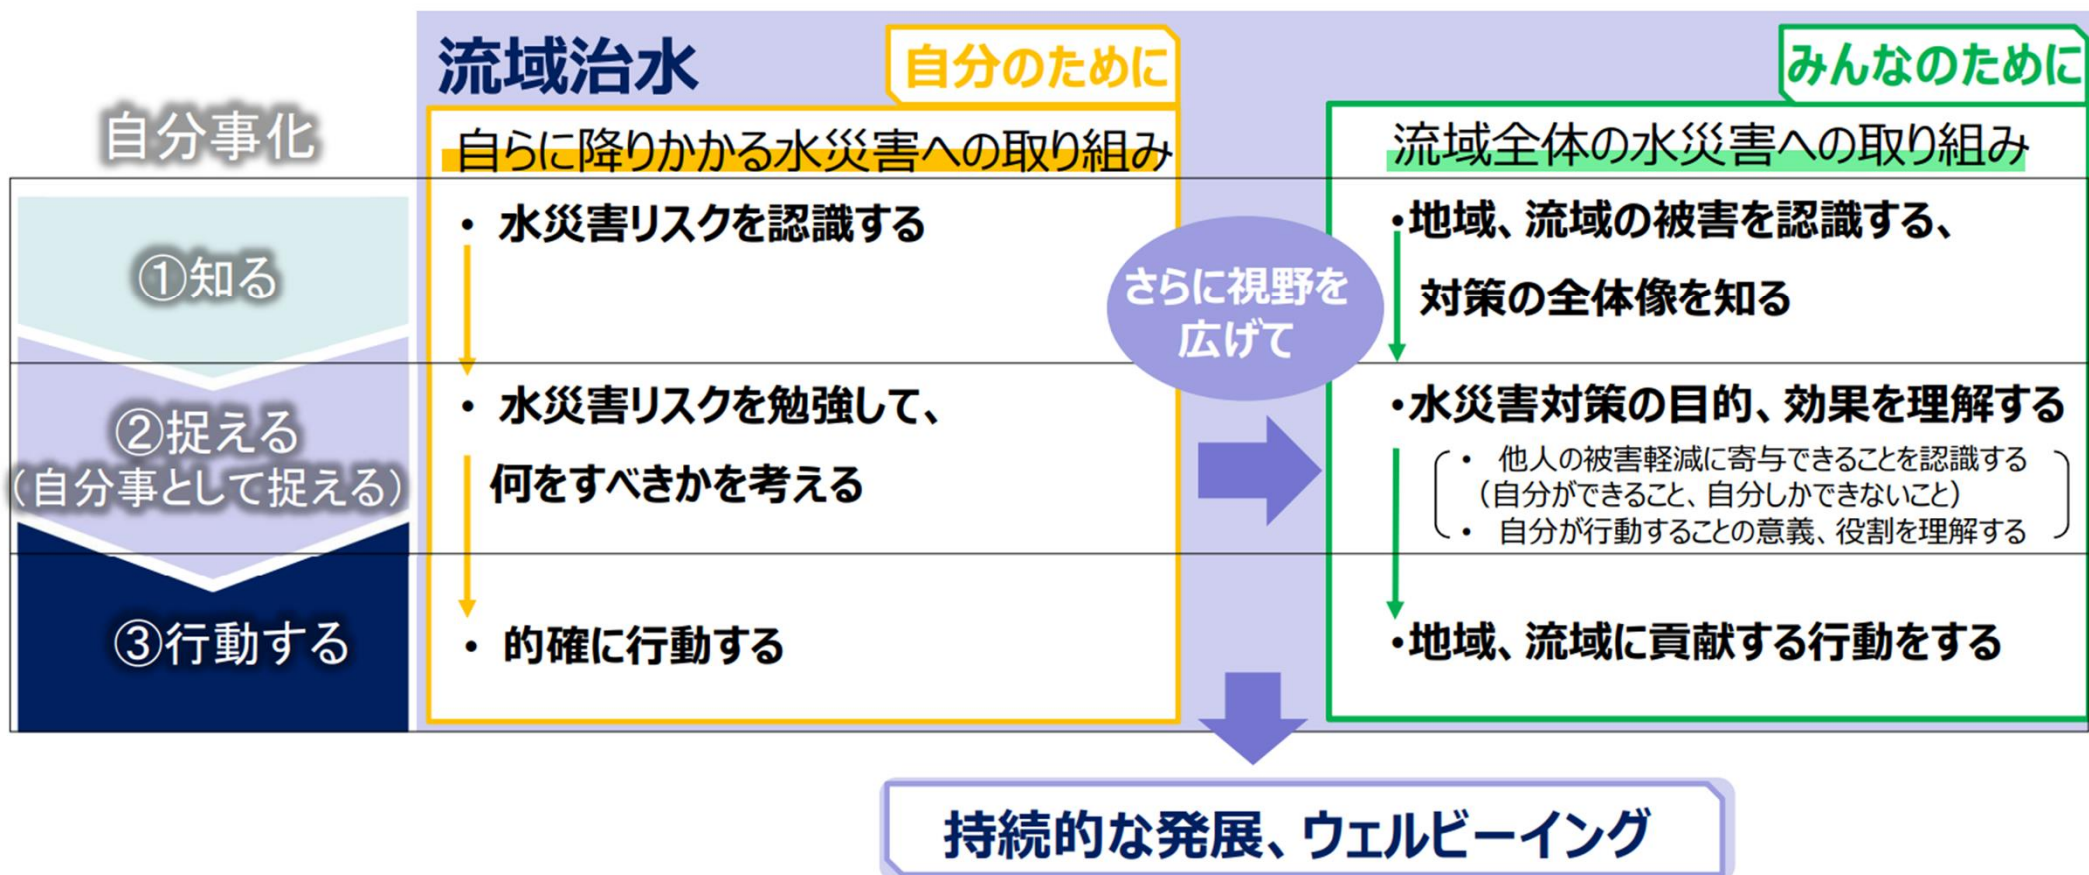 流域治水
自分のために
みんなのために
自分事化
自らに降りかかる水災害への取り組み
流域全体の水災害への取り組み
①知る
・ 水災害リスクを認識する
さらに視野を
広げて
・地域、流域の被害を認識する、
対策の全体像を知る
②捉える
（自分事として捉える）
・ 水災害リスクを勉強して、
何をすべきかを考える
・水災害対策の目的、効果を理解する
・ 他人の被害軽減に寄与できることを認識する
（自分ができること、自分しかできないこと）
・ 自分が行動することの意義、役割を理解する
③行動する
・ 的確に行動する
・地域、流域に貢献する行動をする
持続的な発展、ウェルビーイング